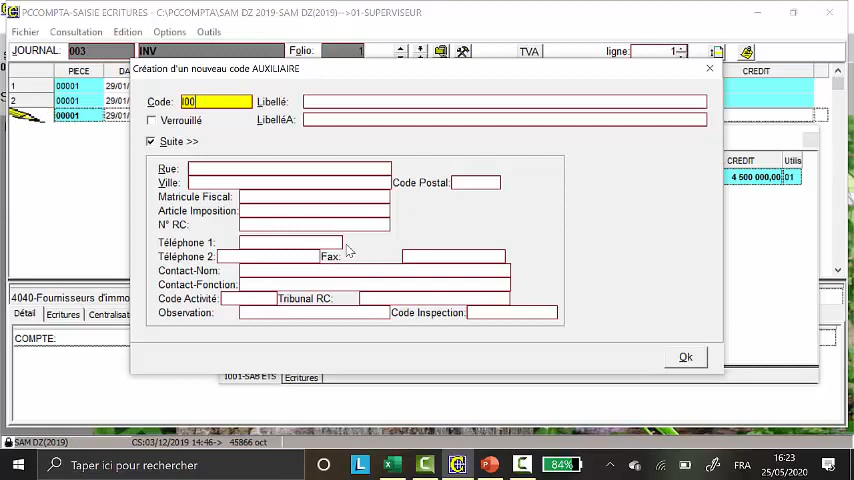 PCCOMPTA-SAISIE ECRITURES - C:\PCCOMPTA\SAM DZ 2019-SAM DZ(2019)-->01-SUPERVISEUR
Fichier Consultation Edition Options Outils
JOURNAL: 003 INV Folio: 1 TVA ligne: 1
PIECE DA CREDIT
1 00001 29/01/
2 00001 29/01/
00001 29/01/
Création d'un nouveau code AUXILIAIRE
Code: I00 Libellé:
Verrouillé LibelléA:
Suite >>
Rue:
Ville: Code Postal:
Matricule Fiscal:
Article Imposition:
N° RC:
Téléphone 1:
Téléphone 2: Fax:
Contact-Nom:
Contact-Fonction:
Code Activité: Tribunal RC:
Observation: Code Inspection:
Ok
CREDIT Utilis
4 500 000,00 01
4040-Fournisseurs d'immo
Détail Ecritures Centralisat
COMPTE:
I001-SAB ETS Ecritures
SAM DZ(2019) CS:03/12/2019 14:46-> 45866 oct
Taper ici pour rechercher
84%
FRA
16:23
25/05/2020